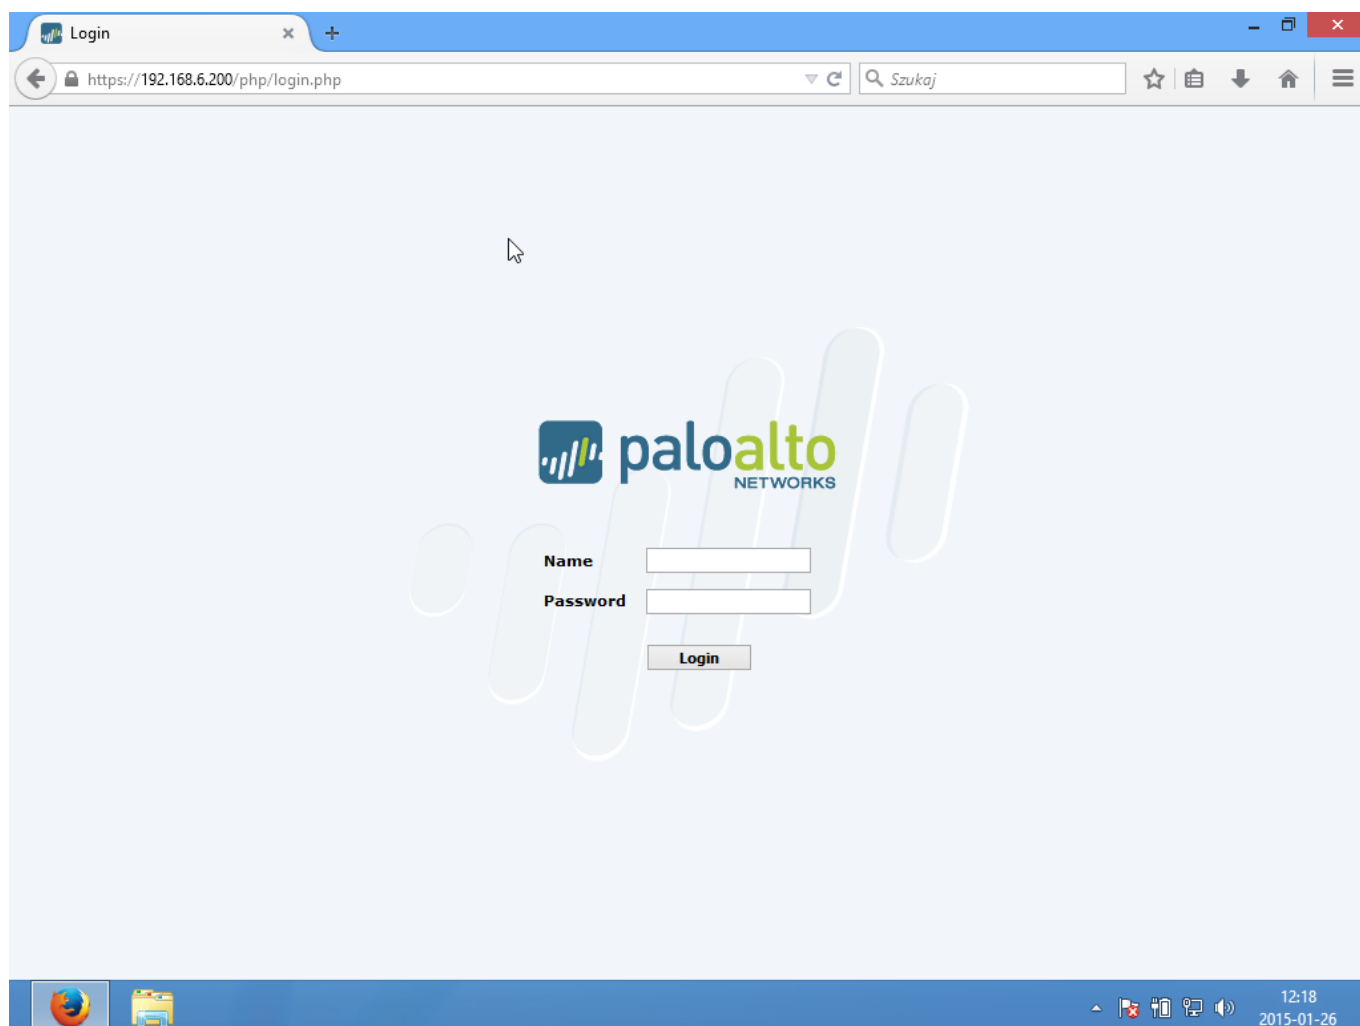 Login
https://192.168.6.200/php/login.php
Szukaj
paloalto
NETWORKS
Name
Password
Login
12:18
2015-01-26